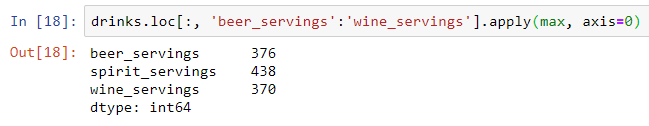 In [18]: drinks.loc[:, 'beer_servings':'wine_servings'].apply(max, axis=0)
Out[18]: beer_servings 376
spirit_servings 438
wine_servings 370
dtype: int64